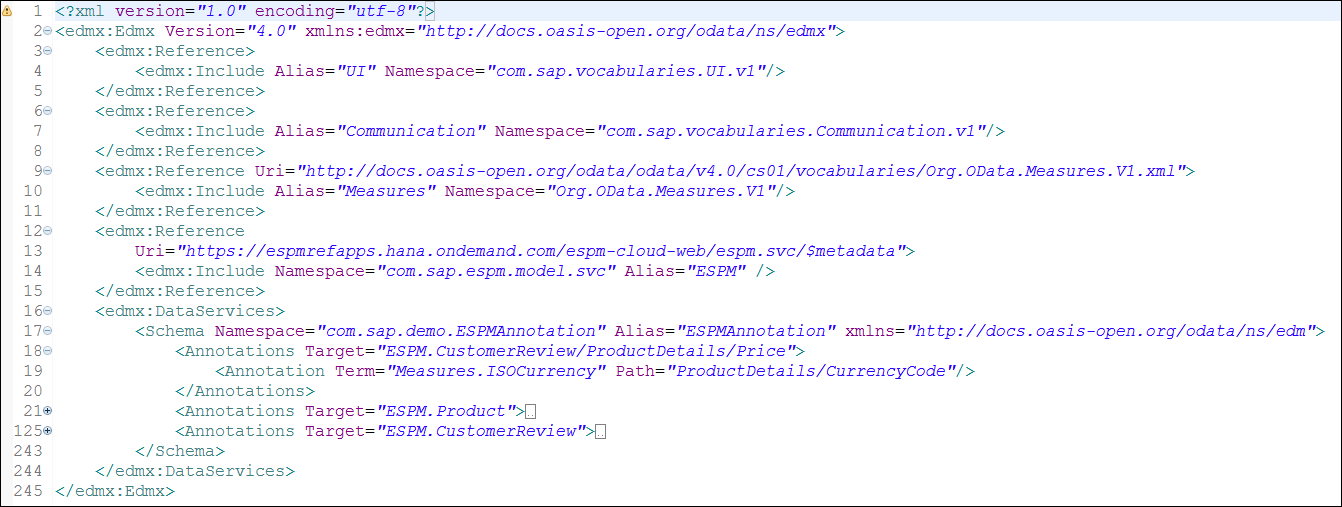 1 <?xml version="1.0" encoding="utf-8"?>
2 <edmx:Edmx Version="4.0" xmlns:edmx="http://docs.oasis-open.org/odata/ns/edmx">
3     <edmx:Reference>
4         <edmx:Include Alias="UI" Namespace="com.sap.vocabularies.UI.v1"/>
5     </edmx:Reference>
6     <edmx:Reference>
7         <edmx:Include Alias="Communication" Namespace="com.sap.vocabularies.Communication.v1"/>
8     </edmx:Reference>
9     <edmx:Reference Uri="http://docs.oasis-open.org/odata/odata/v4.0/cs01/vocabularies/Org.OData.Measures.V1.xml">
10         <edmx:Include Alias="Measures" Namespace="Org.OData.Measures.V1"/>
11     </edmx:Reference>
12     <edmx:Reference
13         Uri="https://espmrefapps.hana.ondemand.com/espm-cloud-web/espm.svc/$metadata">
14         <edmx:Include Namespace="com.sap.espm.model.svc" Alias="ESPM" />
15     </edmx:Reference>
16     <edmx:DataServices>
17         <Schema Namespace="com.sap.demo.ESPMAnnotation" Alias="ESPMAnnotation" xmlns="http://docs.oasis-open.org/odata/ns/edm">
18             <Annotations Target="ESPM.CustomerReview/ProductDetails/Price">
19                 <Annotation Term="Measures.ISOCurrency" Path="ProductDetails/CurrencyCode"/>
20             </Annotations>
21             <Annotations Target="ESPM.Product">
125             <Annotations Target="ESPM.CustomerReview">
243         </Schema>
244     </edmx:DataServices>
245 </edmx:Edmx>